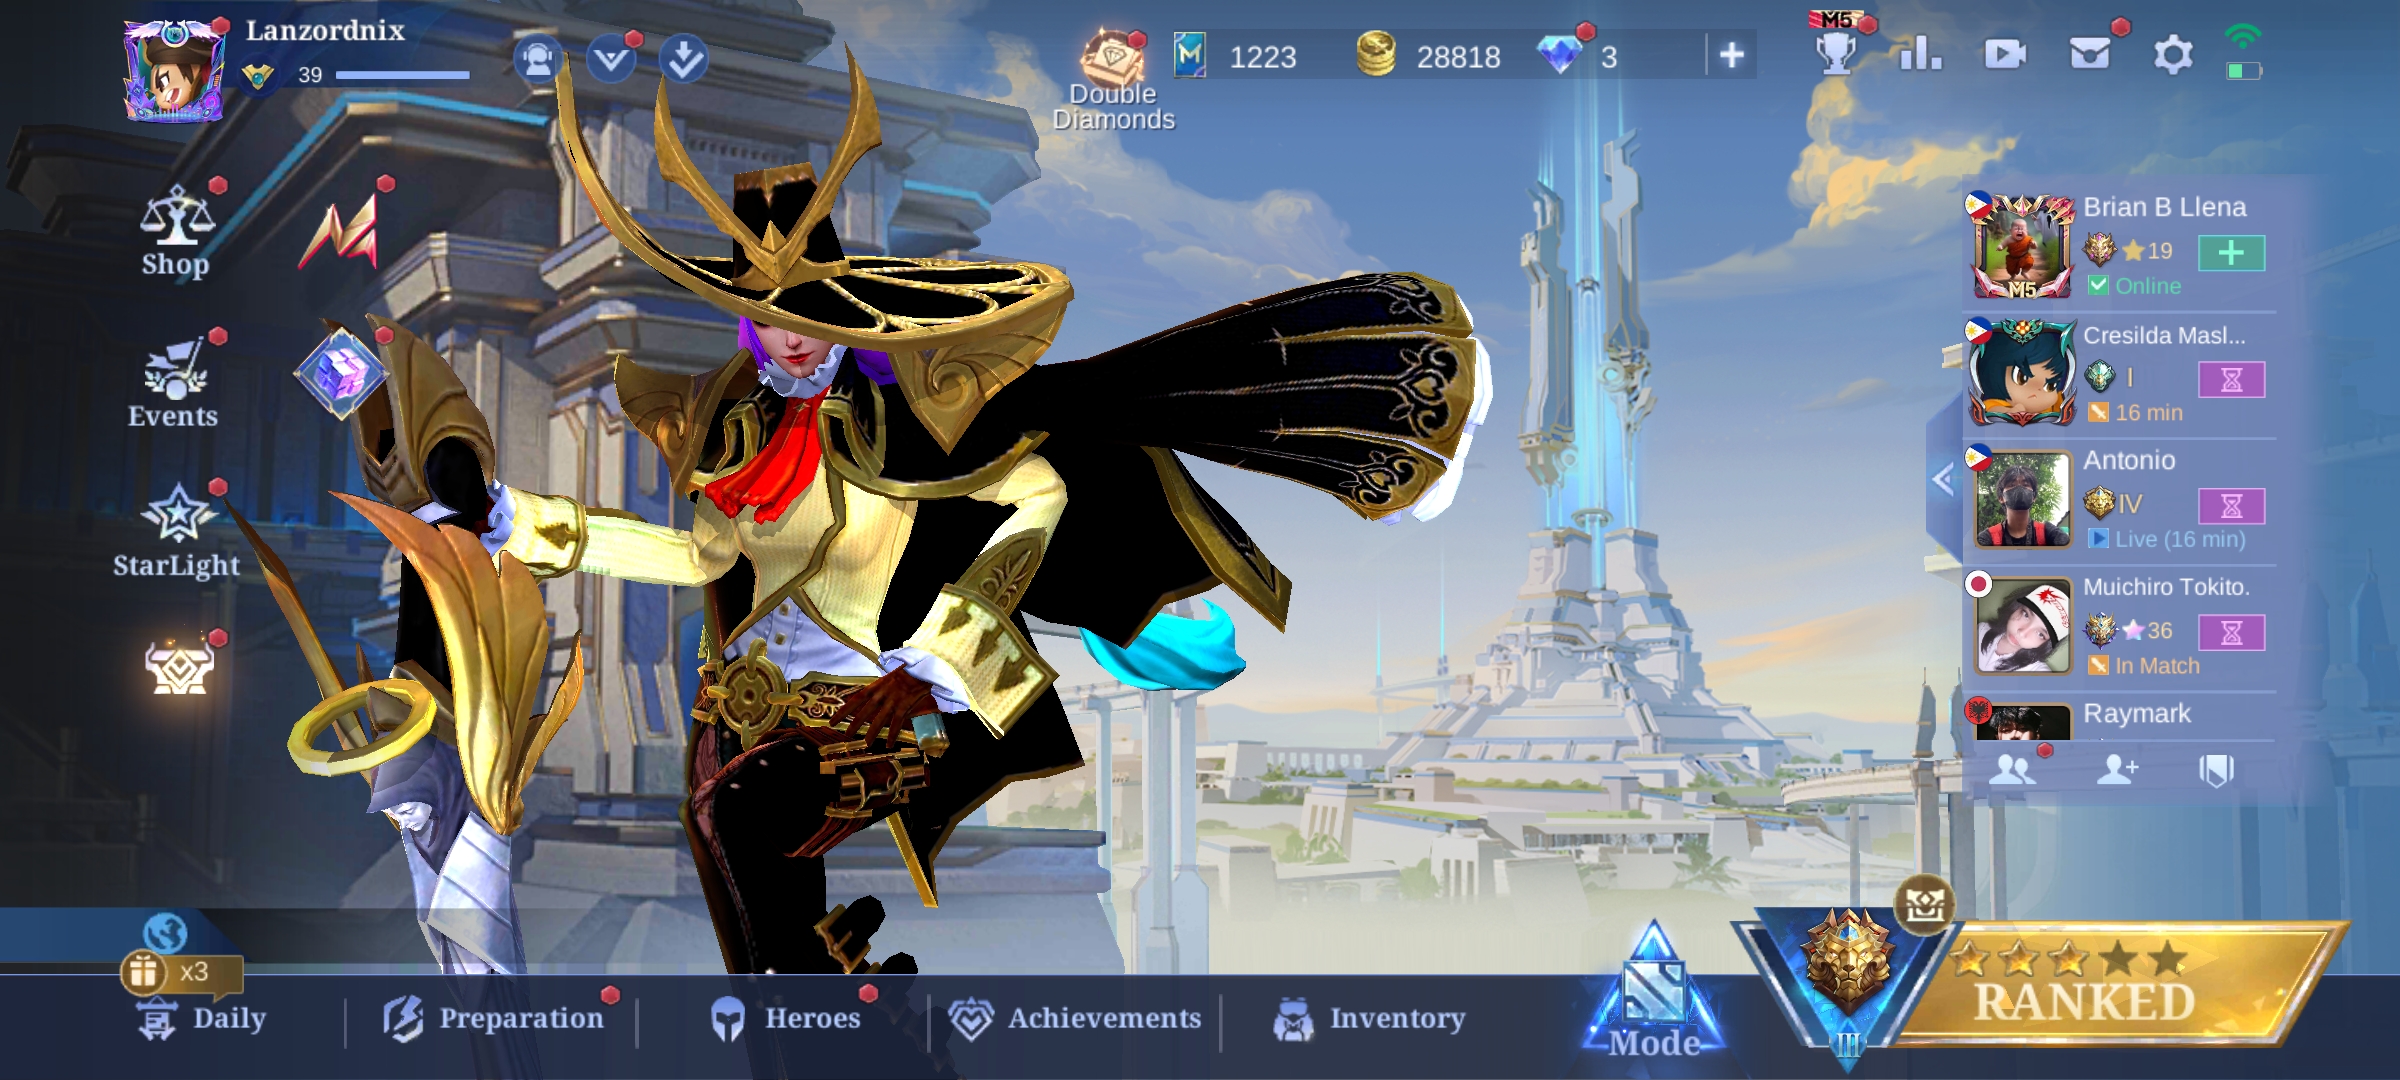 Lanzordnix
39
Double
Diamonds
1223
28818
3
M5
Shop
Events
StarLight
Brian B Llena
19
Online
M5
Cresilda Masl...
I
16 min
Antonio
IV
Live (16 min)
Muichiro Tokito.
36
In Match
Raymark
x3
Daily
Preparation
Heroes
Achievements
Inventory
Mode
III
RANKED